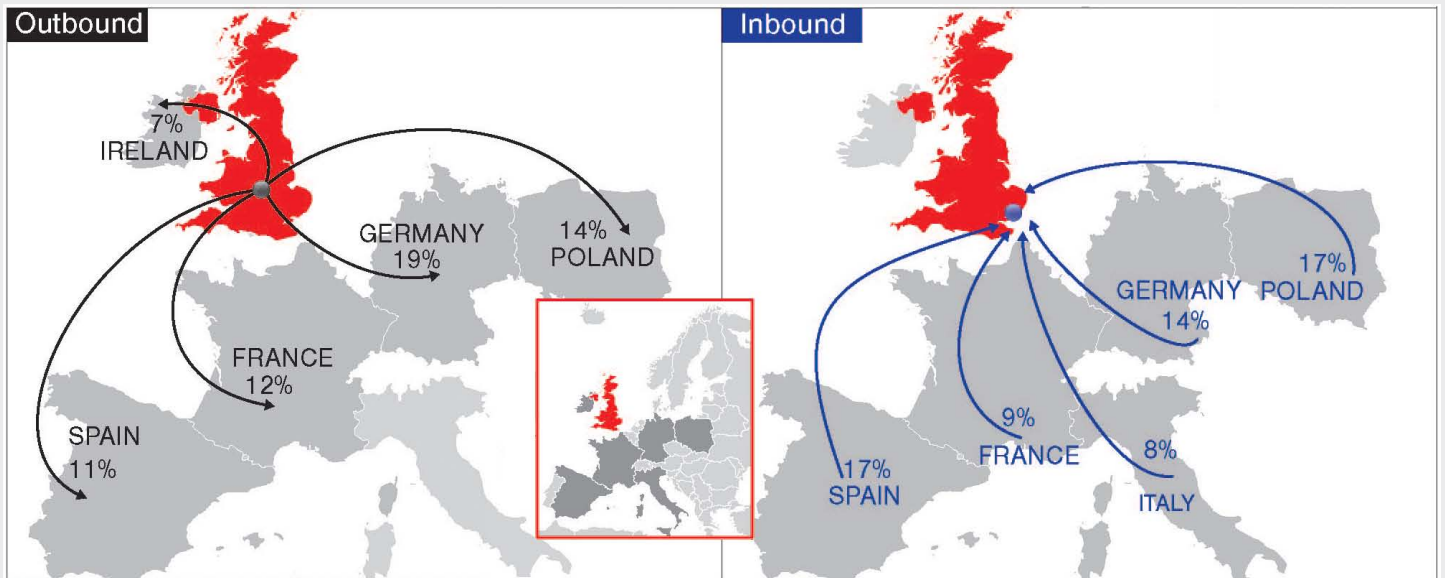 Outbound
7%
IRELAND
GERMANY
19%
14%
POLAND
FRANCE
12%
SPAIN
11%
Inbound
17%
POLAND
GERMANY
14%
9%
FRANCE
8%
ITALY
17%
SPAIN